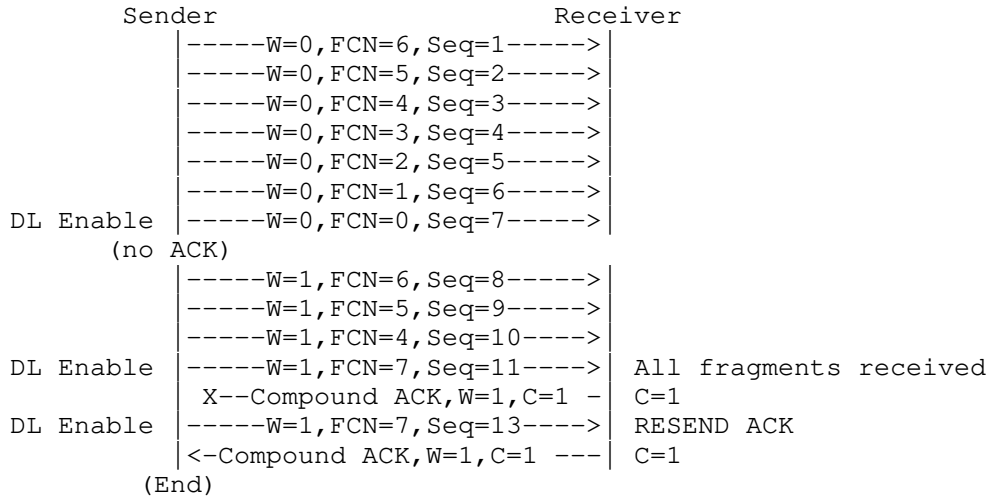 Sender Receiver
|-----W=0,FCN=6,Seq=1----->|
|-----W=0,FCN=5,Seq=2----->|
|-----W=0,FCN=4,Seq=3----->|
|-----W=0,FCN=3,Seq=4----->|
|-----W=0,FCN=2,Seq=5----->|
|-----W=0,FCN=1,Seq=6----->|
DL Enable |-----W=0,FCN=0,Seq=7----->|
(no ACK)
|-----W=1,FCN=6,Seq=8----->|
|-----W=1,FCN=5,Seq=9----->|
|-----W=1,FCN=4,Seq=10---->|
DL Enable |-----W=1,FCN=7,Seq=11---->| All fragments received
X--Compound ACK,W=1,C=1 -| C=1
DL Enable |-----W=1,FCN=7,Seq=13---->| RESEND ACK
|<-Compound ACK,W=1,C=1 ---| C=1
(End)